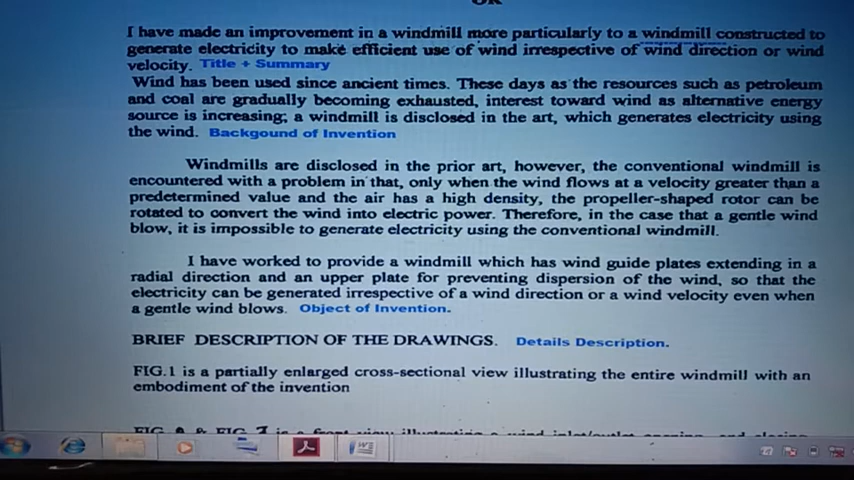 OR
I have made an improvement in a windmill more particularly to a windmill constructed to
generate electricity to make efficient use of wind irrespective of wind direction or wind
velocity. Title + Summary
Wind has been used since ancient times. These days as the resources such as petroleum
and coal are gradually becoming exhausted, interest toward wind as alternative energy
source is increasing; a windmill is disclosed in the art, which generates electricity using
the wind. Backgound of Invention
Windmills are disclosed in the prior art, however, the conventional windmill is
encountered with a problem in that, only when the wind flows at a velocity greater than a
predetermined value and the air has a high density, the propeller-shaped rotor can be
rotated to convert the wind into electric power. Therefore, in the case that a gentle wind
blow, it is impossible to generate electricity using the conventional windmill.
I have worked to provide a windmill which has wind guide plates extending in a
radial direction and an upper plate for preventing dispersion of the wind, so that the
electricity can be generated irrespective of a wind direction or a wind velocity even when
a gentle wind blows. Object of Invention.
BRIEF DESCRIPTION OF THE DRAWINGS. Details Description.
FIG.1 is a partially enlarged cross-sectional view illustrating the entire windmill with an
embodiment of the invention